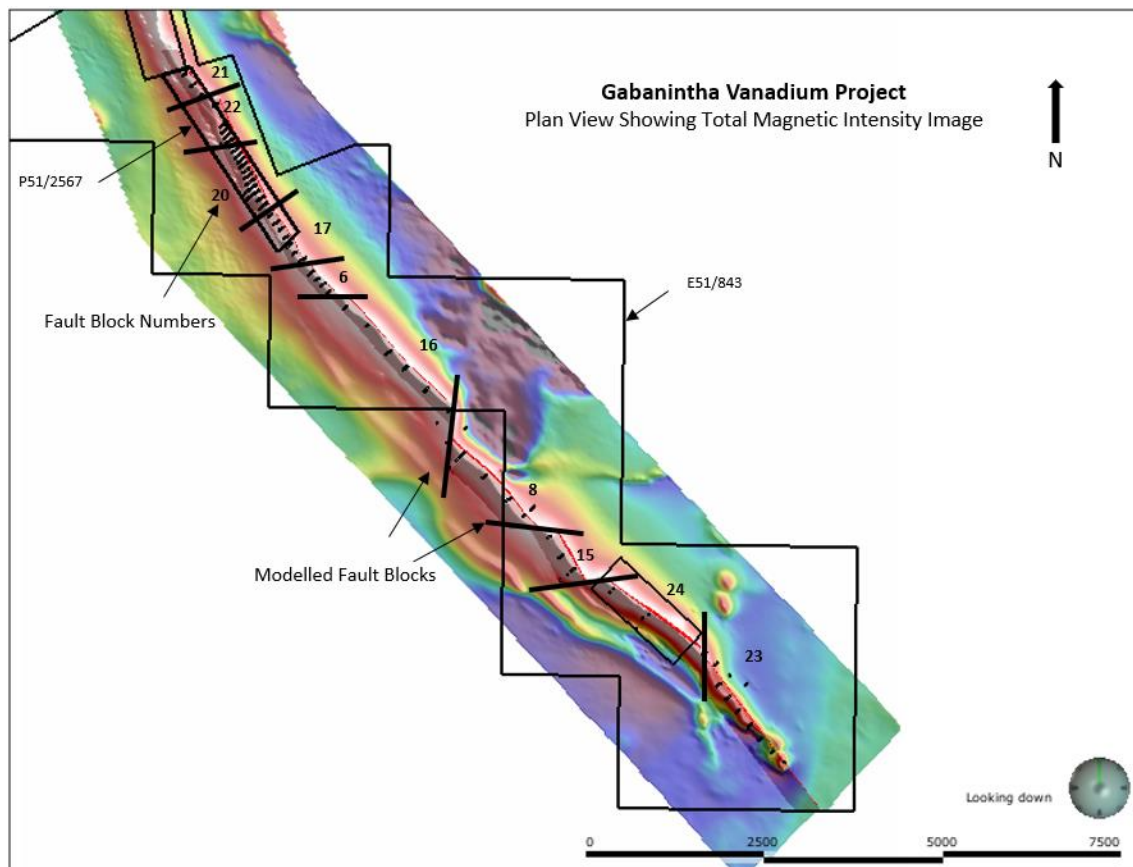 Gabanintha Vanadium Project
Plan View Showing Total Magnetic Intensity Image
N
21
22
P51/2567
20
17
6
E51/843
Fault Block Numbers
16
8
15
Modelled Fault Blocks
24
23
Looking down
0 2500 5000 7500